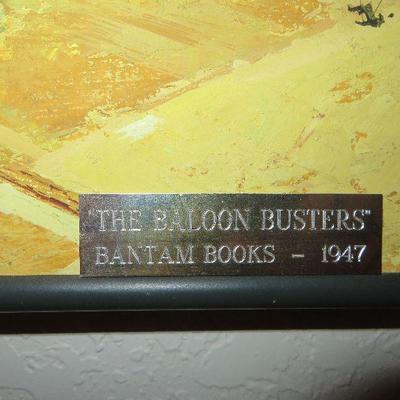 "THE BALOON BUSTERS"
BANTAM BOOKS - 1947